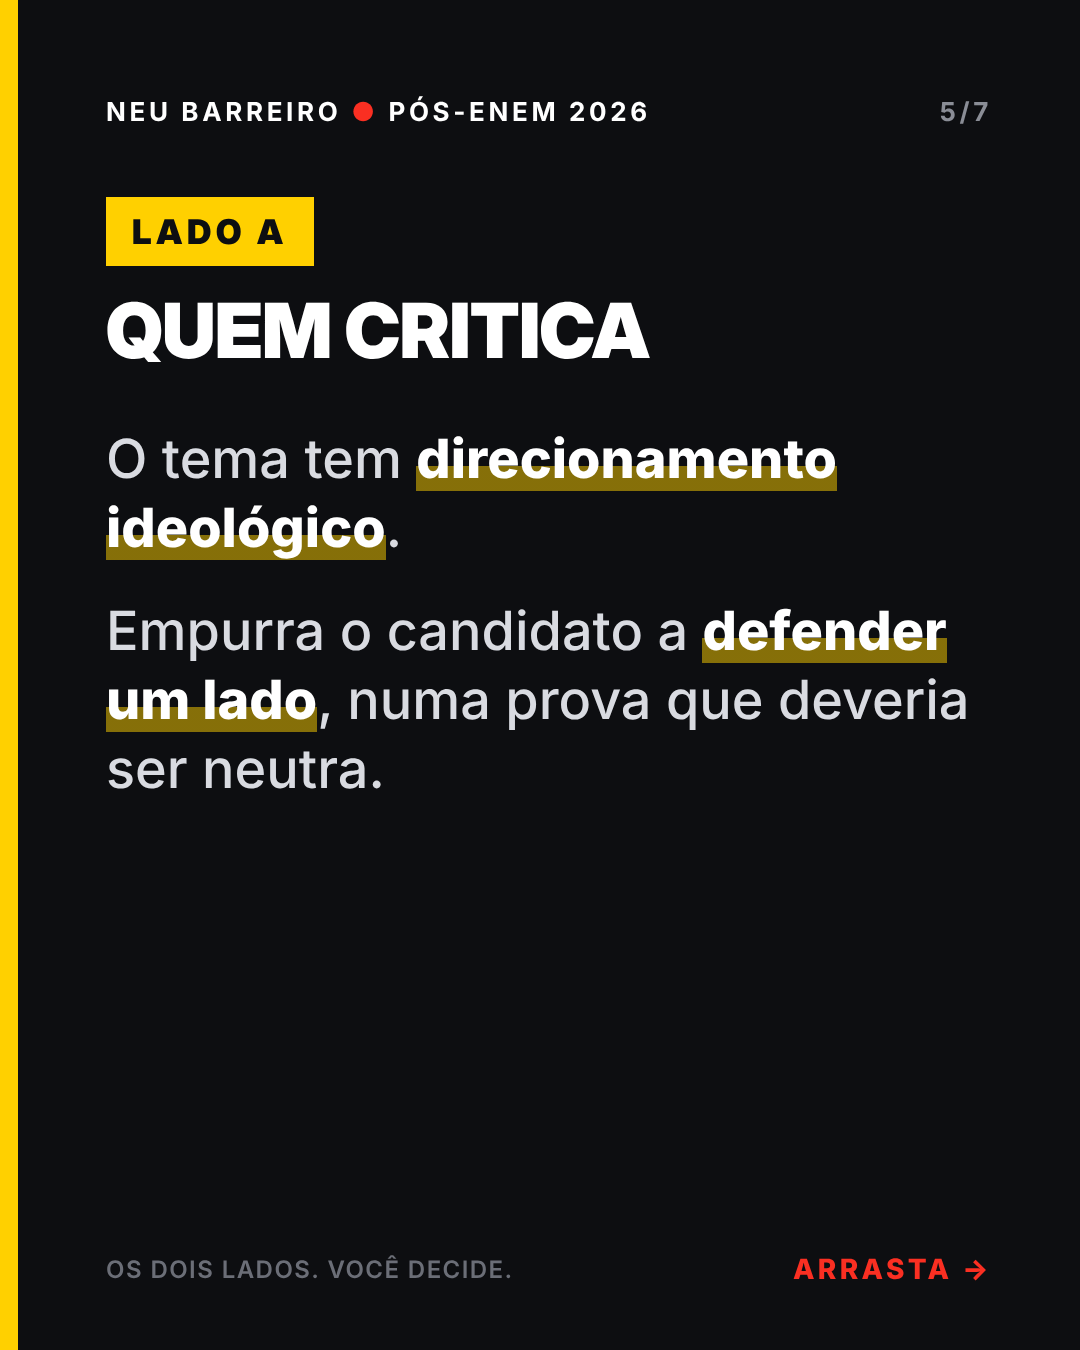 NEU BARREIRO ● PÓS-ENEM 2026
5/7
LADO A
QUEM CRITICA
O tema tem direcionamento
ideológico.
Empurra o candidato a defender
um lado, numa prova que deveria
ser neutra.
OS DOIS LADOS. VOCÊ DECIDE.
ARRASTA →